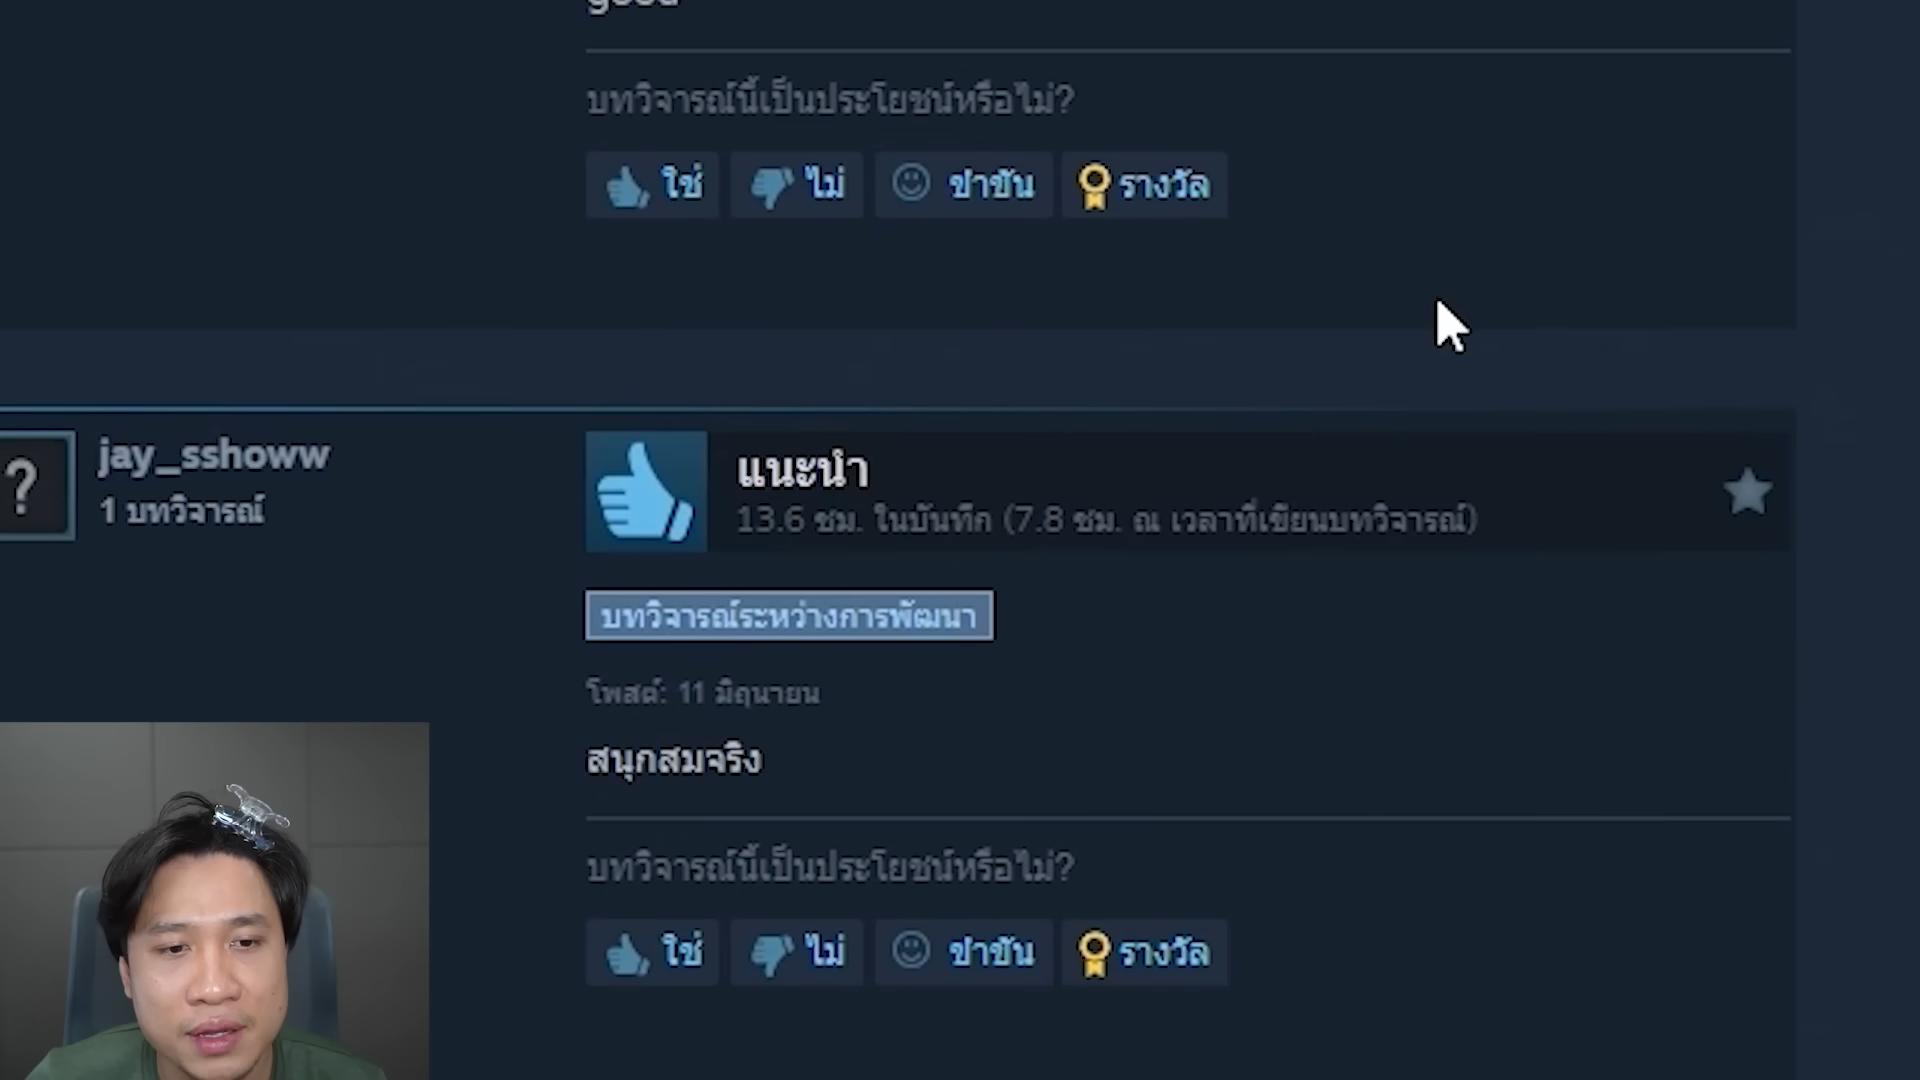 good
บทวิจารณ์นี้เป็นประโยชน์หรือไม่?
ใช่ ไม่ ขำขัน รางวัล
jay_sshoww
1 บทวิจารณ์
แนะนำ
13.6 ชม. ในบันทึก (7.8 ชม. ณ เวลาที่เขียนบทวิจารณ์)
บทวิจารณ์ระหว่างการพัฒนา
โพสต์: 11 มิถุนายน
สนุกสมจริง
บทวิจารณ์นี้เป็นประโยชน์หรือไม่?
ใช่ ไม่ ขำขัน รางวัล